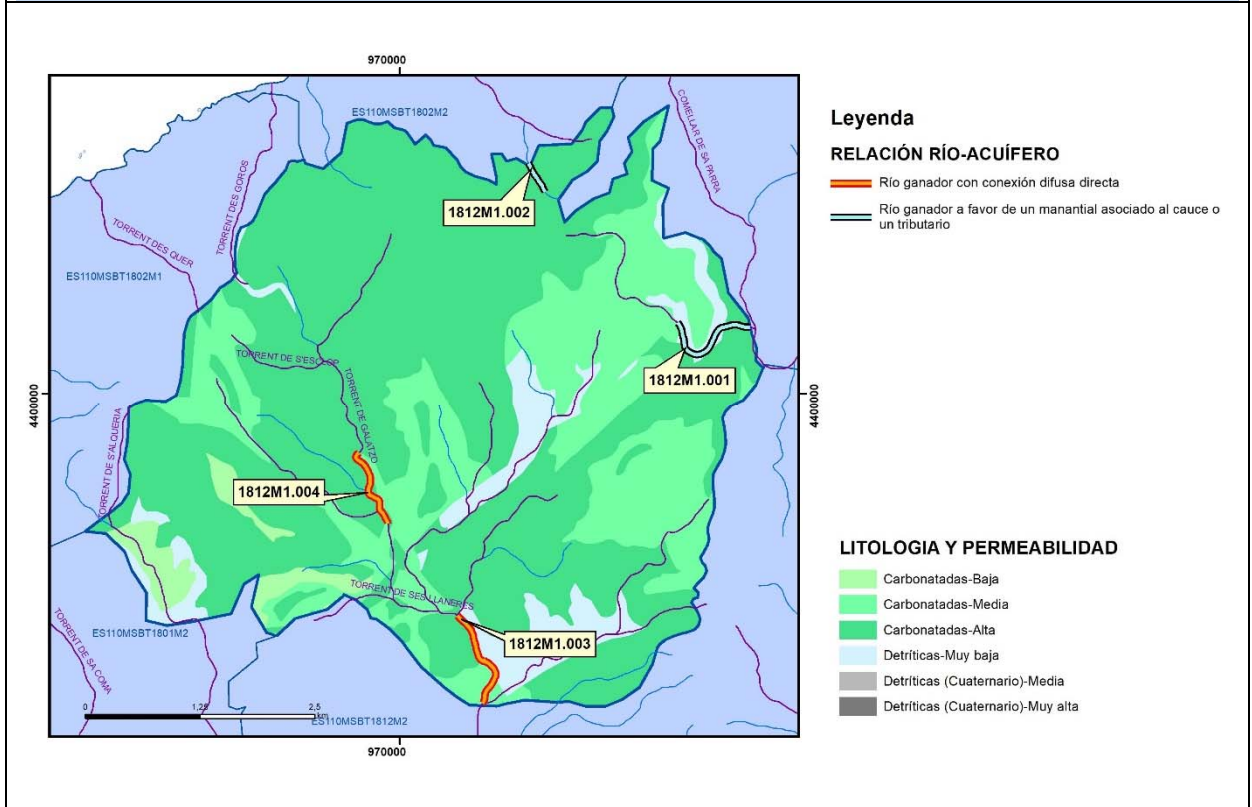 970000
ES110MSBT1802M2
COMELLAR DE SA PARRA
TORRENT DES GOROS
1812M1.002
TORRENT DES QUER
ES110MSBT1802M1
TORRENT DE S'ESCLOP
1812M1.001
TORRENT DE GALATZO
4400000
4400000
TORRENT DE S'ALQUERIA
1812M1.004
TORRENT DE SES LLANERES
ES110MSBT1801M2
TORRENT DE SA COMA
1812M1.003
0 1,25 2,5
km
ES110MSBT1812M2
970000
Leyenda
RELACIÓN RÍO-ACUÍFERO
Río ganador con conexión difusa directa
Río ganador a favor de un manantial asociado al cauce o
un tributario
LITOLOGIA Y PERMEABILIDAD
Carbonatadas-Baja
Carbonatadas-Media
Carbonatadas-Alta
Detríticas-Muy baja
Detríticas (Cuaternario)-Media
Detríticas (Cuaternario)-Muy alta